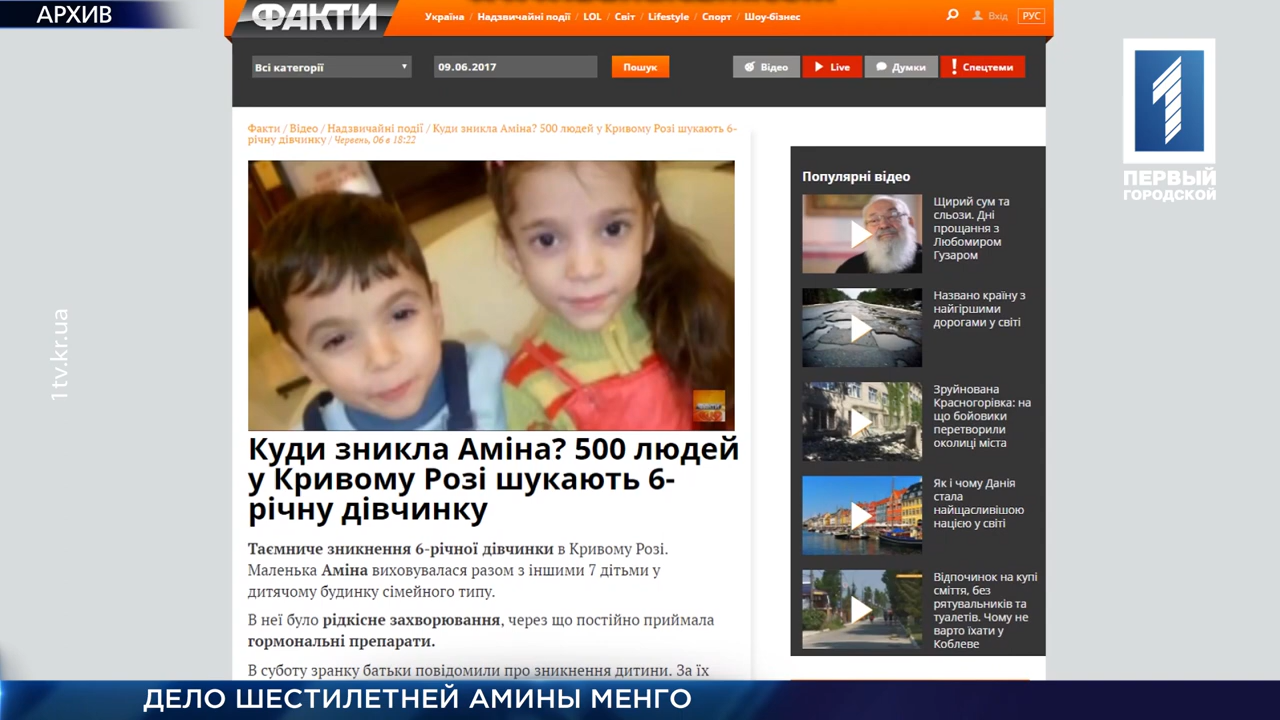 АРХИВ
ФАКТИ
Україна / Надзвичайні події / LOL / Світ / Lifestyle / Спорт / Шоу-бізнес
Вхід РУС
Всі категорії
09.06.2017
Пошук
Відео
Live
Думки
Спецтеми
1
ПЕРВЫЙ
ГОРОДСКОЙ
1tv.kr.ua
Факти / Відео / Надзвичайні події / Куди зникла Аміна? 500 людей у Кривому Розі шукають 6-
річну дівчинку / Червень, 06 в 18:22
Куди зникла Аміна? 500 людей
у Кривому Розі шукають 6-
річну дівчинку
Таємниче зникнення 6-річної дівчинки в Кривому Розі.
Маленька Аміна виховувалася разом з іншими 7 дітьми у
дитячому будинку сімейного типу.
В неї було рідкісне захворювання, через що постійно приймала
гормональні препарати.
В суботу зранку батьки повідомили про зникнення дитини. За їх
Популярні відео
Щирий сум та
сльози. Дні
прощання з
Любомиром
Гузаром
Названо країну з
найгіршими
дорогами у світі
Зруйнована
Красногорівка: на
що бойовики
перетворили
околиці міста
Як і чому Данія
стала
найщасливішою
нацією у світі
Відпочинок на купі
сміття, без
рятувальників та
туалетів. Чому не
варто їхати у
Коблеве
ДЕЛО ШЕСТИЛЕТНЕЙ АМИНЫ МЕНГО